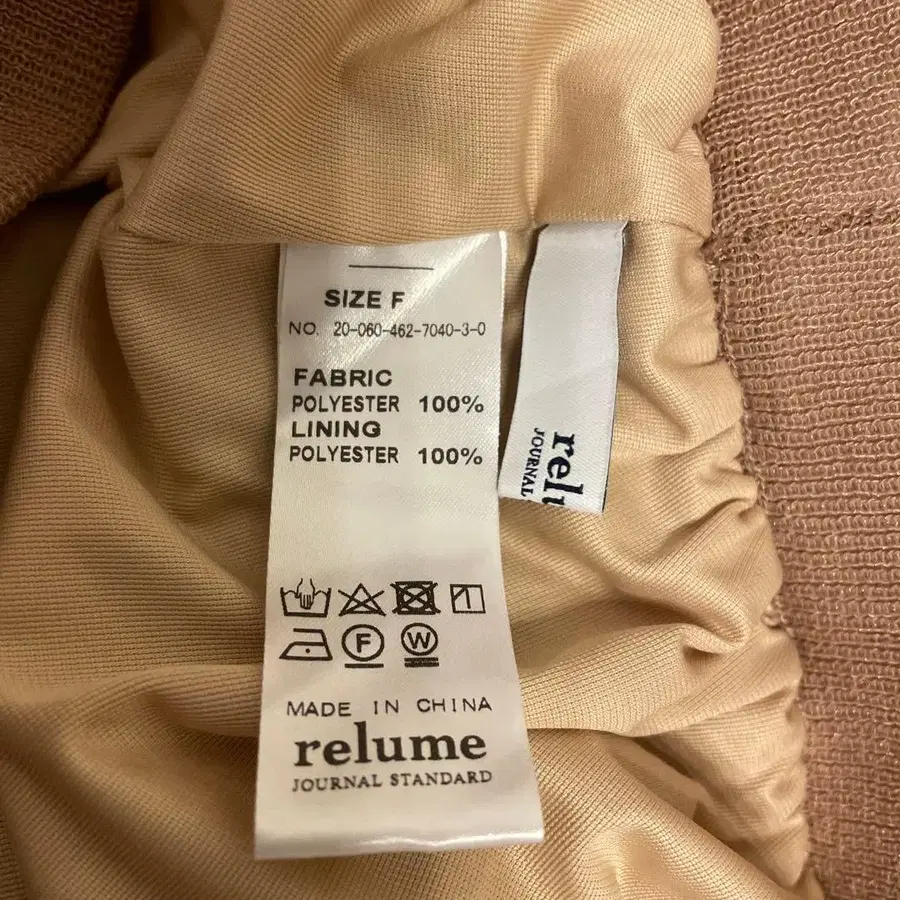 SIZE F
NO. 20-060-462-7040-3-0
FABRIC
POLYESTER 100%
LINING
POLYESTER 100%
F W
MADE IN CHINA
relume
JOURNAL STANDARD
relu
JOURNAL